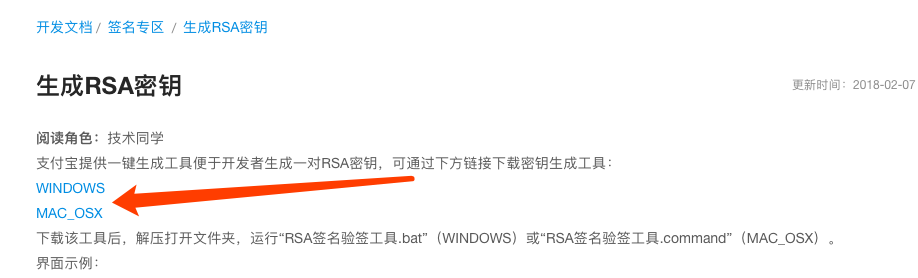 开发文档 / 签名专区 / 生成RSA密钥
生成RSA密钥
更新时间：2018-02-07
阅读角色：技术同学
支付宝提供一键生成工具便于开发者生成一对RSA密钥，可通过下方链接下载密钥生成工具：
WINDOWS
MAC_OSX
下载该工具后，解压打开文件夹，运行“RSA签名验签工具.bat”（WINDOWS）或“RSA签名验签工具.command”（MAC_OSX）。
界面示例：